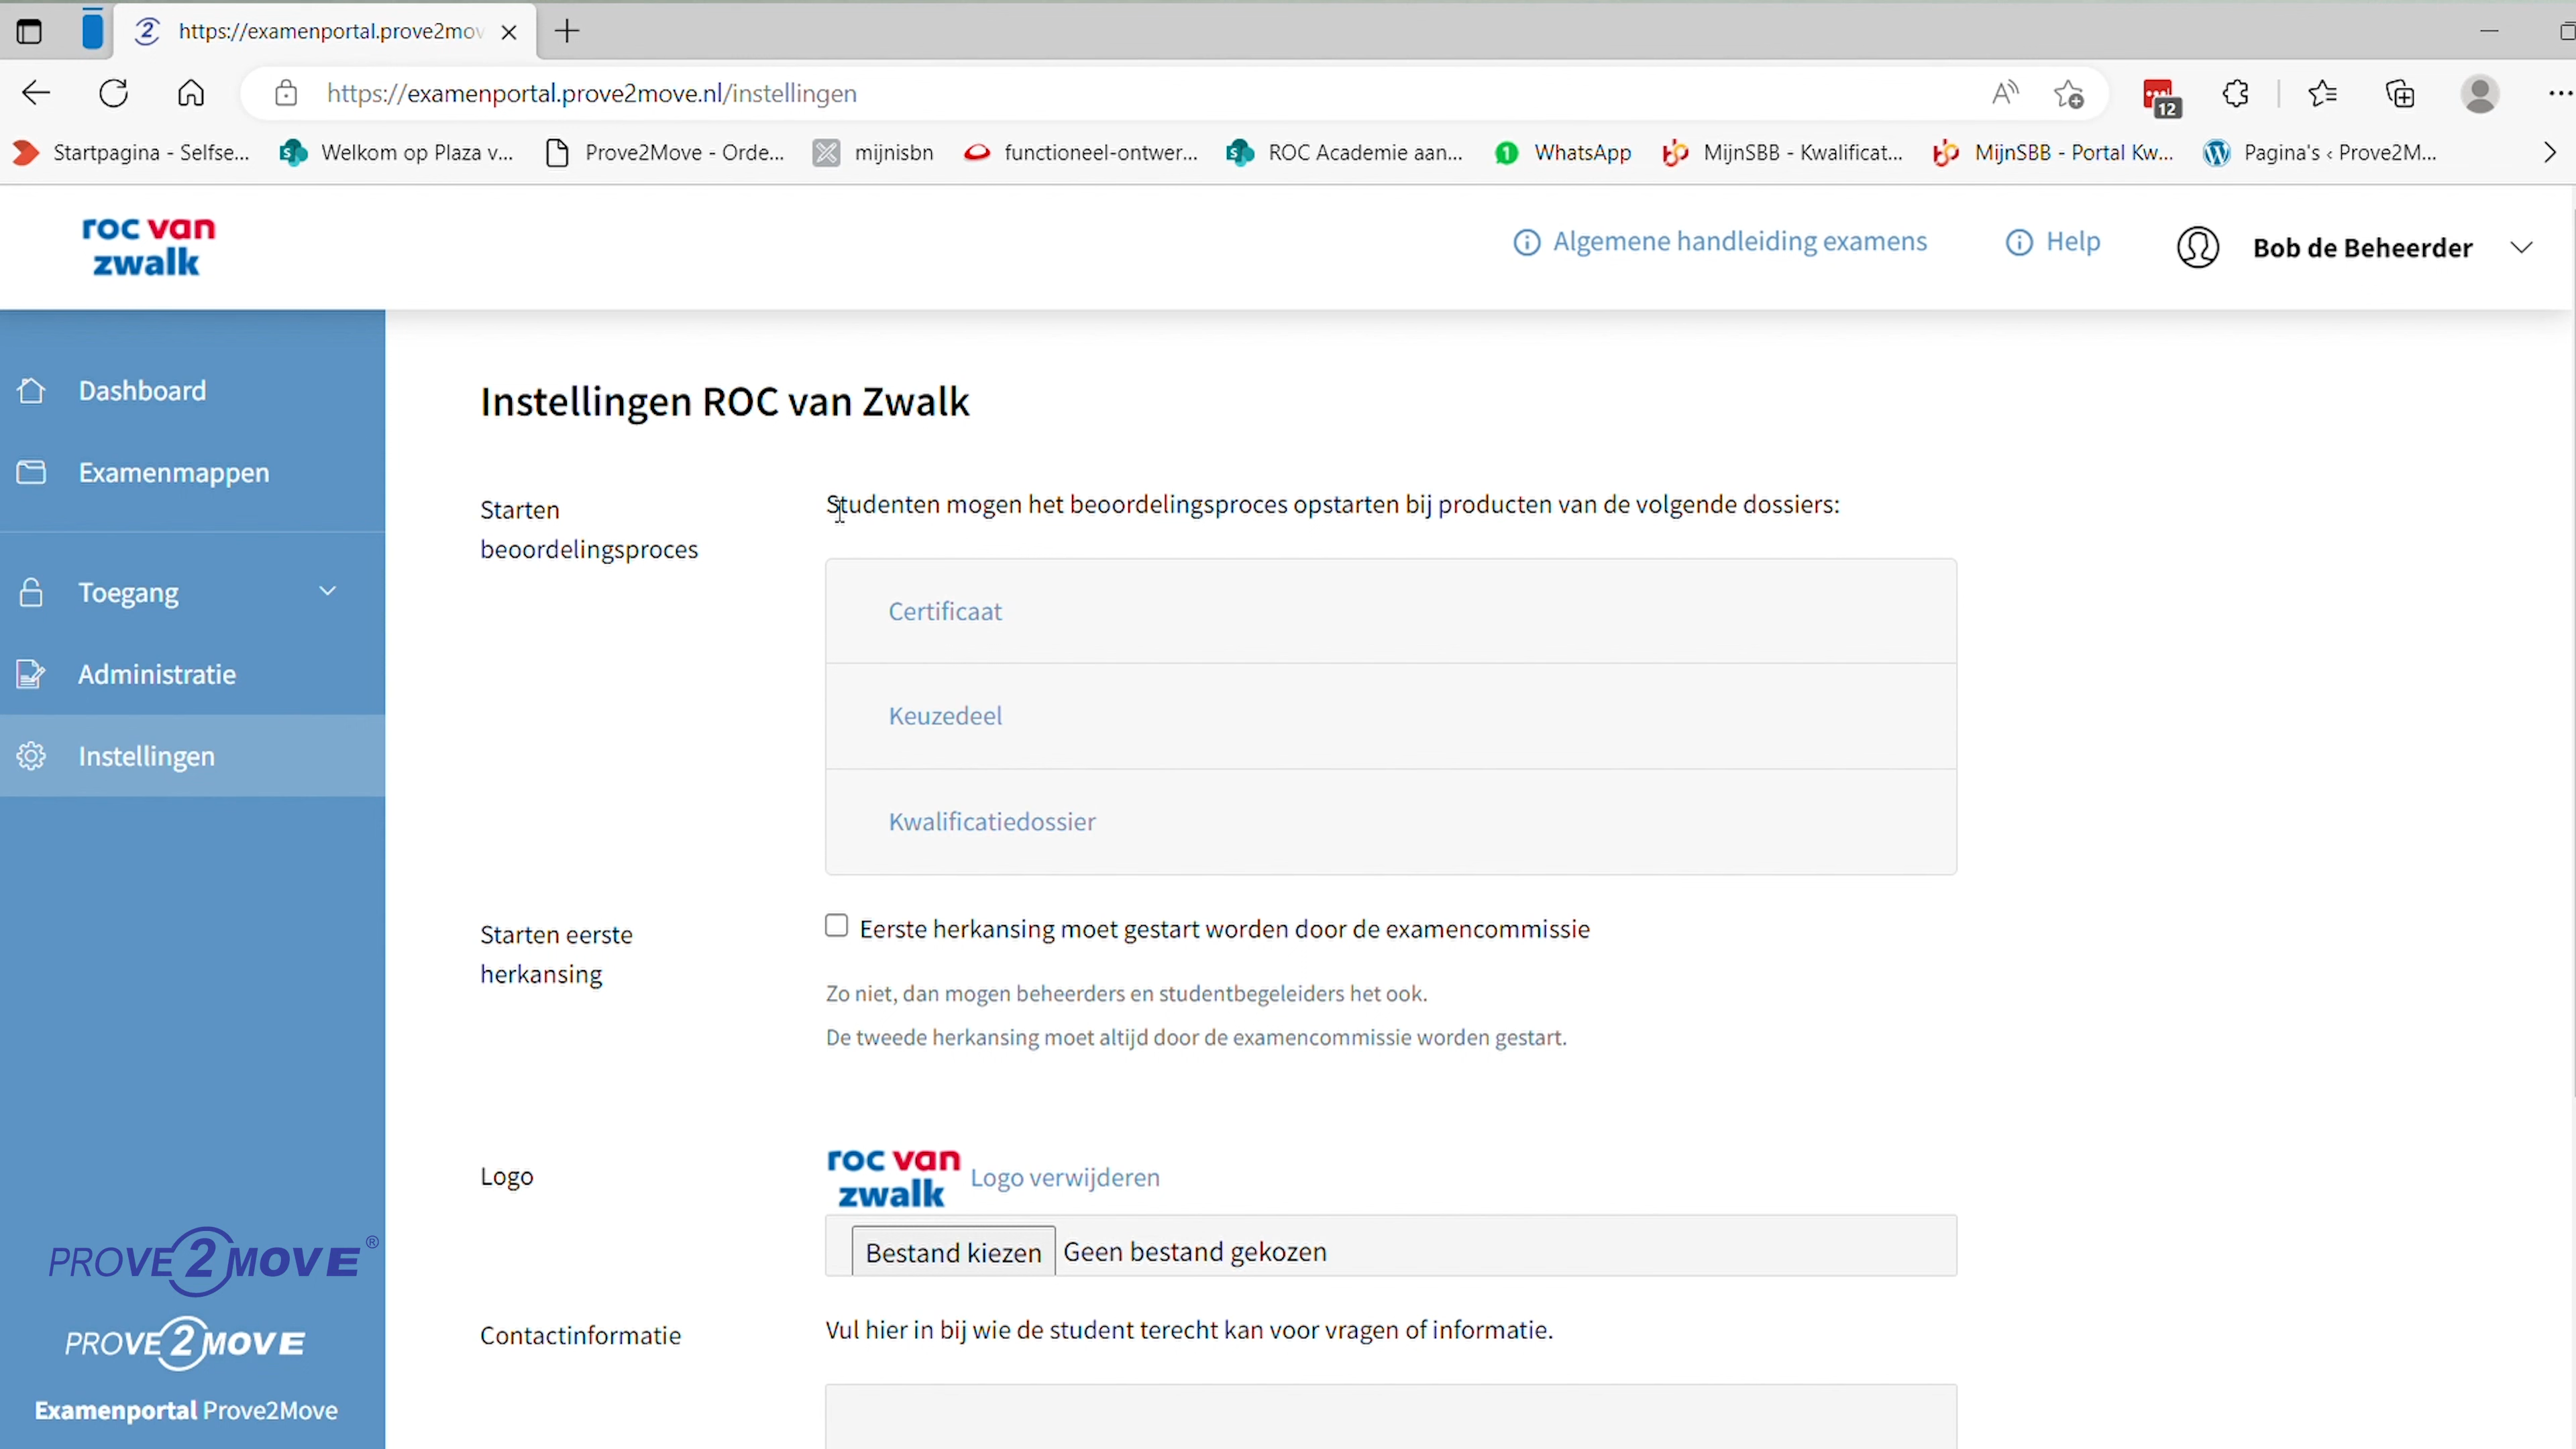 https://examenportal.prove2mov
https://examenportal.prove2move.nl/instellingen
12
Startpagina - Selfse... Welkom op Plaza v... Prove2Move - Orde... mijnisbn functioneel-ontwer... ROC Academie aan... WhatsApp MijnSBB - Kwalificat... MijnSBB - Portal Kw... Pagina's ‹ Prove2M...
roc van
zwalk
Algemene handleiding examens Help Bob de Beheerder
Dashboard
Examenmappen
Toegang
Administratie
Instellingen
PROVE2MOVE®
PROVE2MOVE
Examenportal Prove2Move
Instellingen ROC van Zwalk
Starten
beoordelingsproces
Studenten mogen het beoordelingsproces opstarten bij producten van de volgende dossiers:
Certificaat
Keuzedeel
Kwalificatiedossier
Starten eerste
herkansing
Eerste herkansing moet gestart worden door de examencommissie
Zo niet, dan mogen beheerders en studentbegeleiders het ook.
De tweede herkansing moet altijd door de examencommissie worden gestart.
Logo
roc van
zwalk
Logo verwijderen
Bestand kiezen Geen bestand gekozen
Contactinformatie
Vul hier in bij wie de student terecht kan voor vragen of informatie.